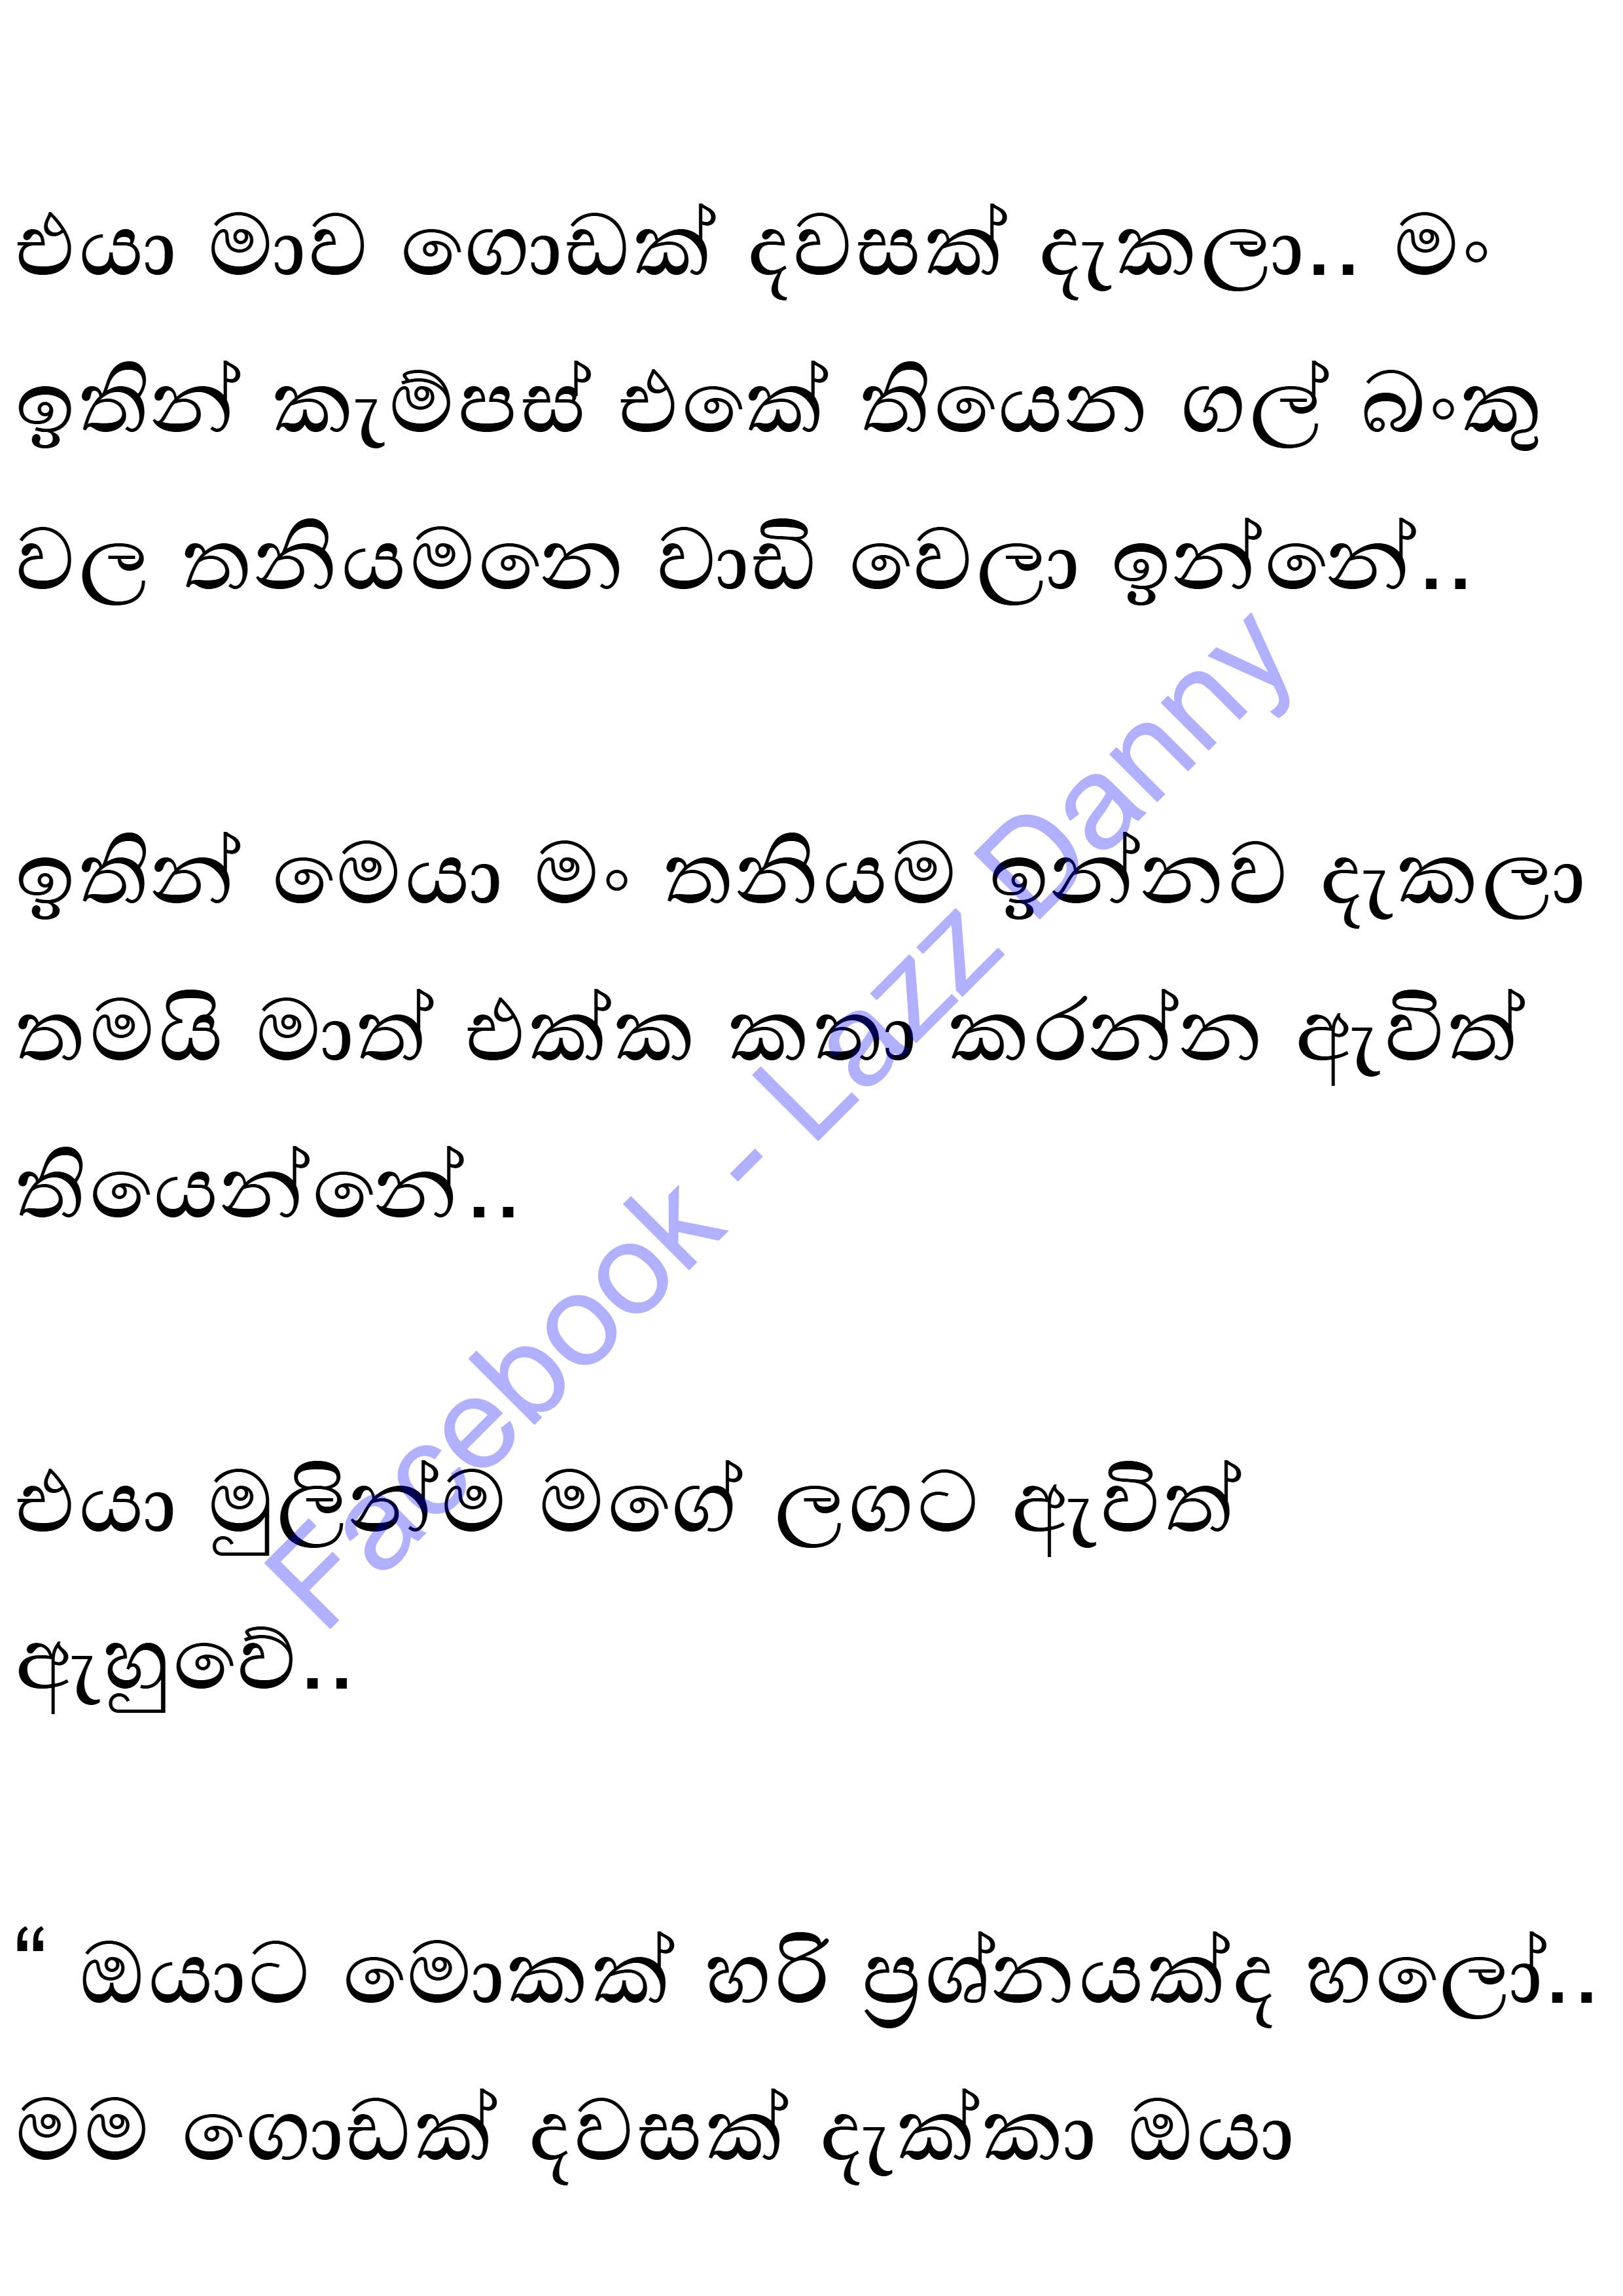 එයා මාව ගොඩක් දවසක් දැකලා.. මං
ඉතින් කැම්පස් එකේ තියෙන ගල් බංකු
වල තනියමනෙ වාඩි වෙලා ඉන්නේ..
ඉතින් මෙයා මං තනියම ඉන්නව දැකලා
තමයි මාත් එක්ක කතා කරන්න ඇවිත්
තියෙන්නේ..
එයා මුලින්ම මගේ ලගට ඇවිත්
ඇහුවේ..
“ ඔයාට මොකක් හරි ප්‍රශ්නයක්ද හලෝ..
මම ගොඩක් දවසක් දැක්කා ඔයා
Facebook - Lazz Danny